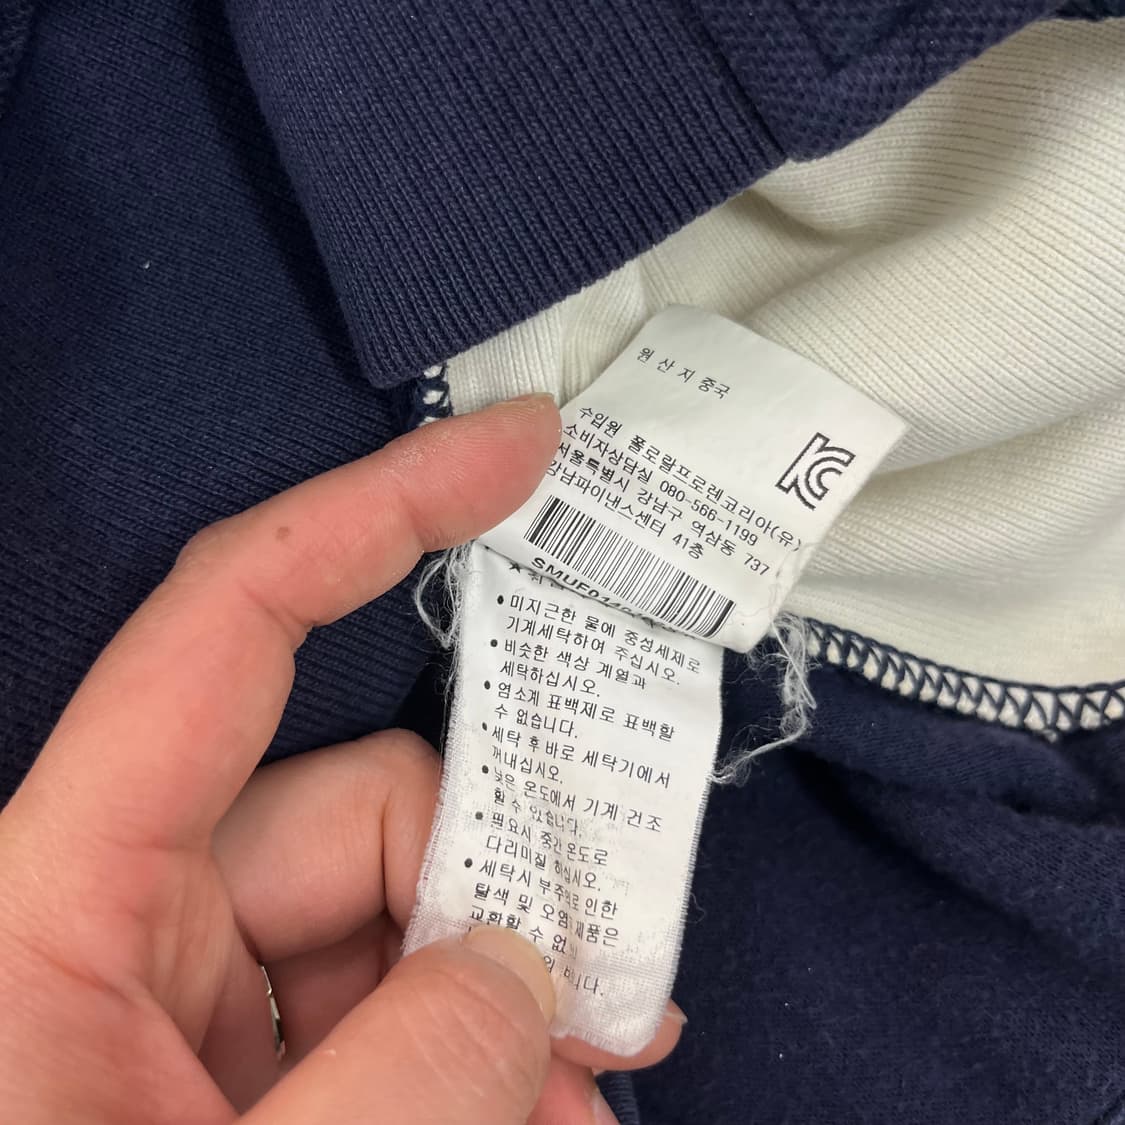 원 산 지 중국
수입원 폴로랄프로렌코리아(유)
소비자상담실 080-566-1199
서울특별시 강남구 역삼동 737
강남파이낸스센터 41층
KC
• 미지근한 물에 중성세제로
기계세탁하여 주십시오.
• 비슷한 색상 계열과
세탁하십시오.
• 염소계 표백제로 표백할
수 없습니다.
• 세탁 후 바로 세탁기에서
꺼내십시오.
• 낮은 온도에서 기계 건조
할 수 있습니다.
• 필요시 중간온도로
다리미질 하십시오.
• 세탁시 부주의로 인한
탈색 및 오염 제품은
교환할 수 없